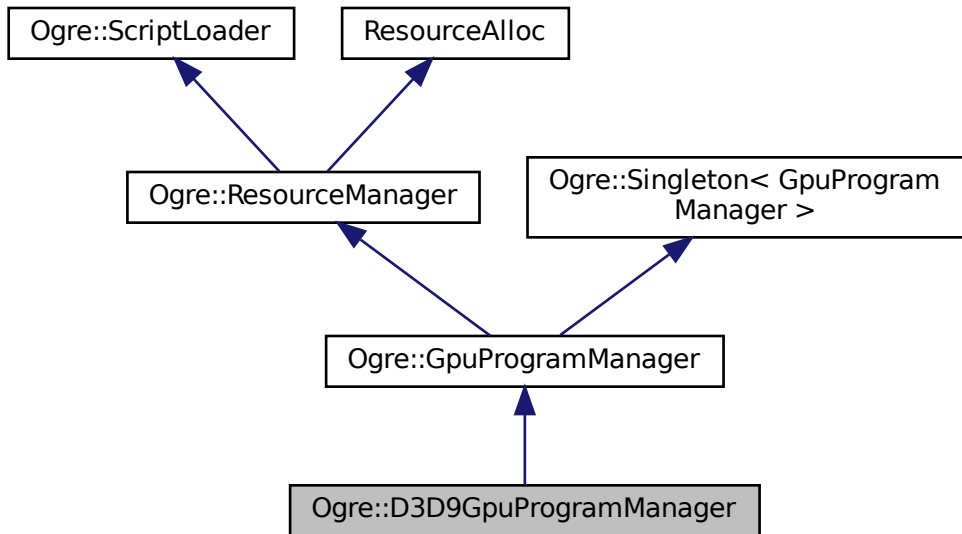 Ogre::ScriptLoader
ResourceAlloc
Ogre::ResourceManager
Ogre::Singleton< GpuProgram
Manager >
Ogre::GpuProgramManager
Ogre::D3D9GpuProgramManager